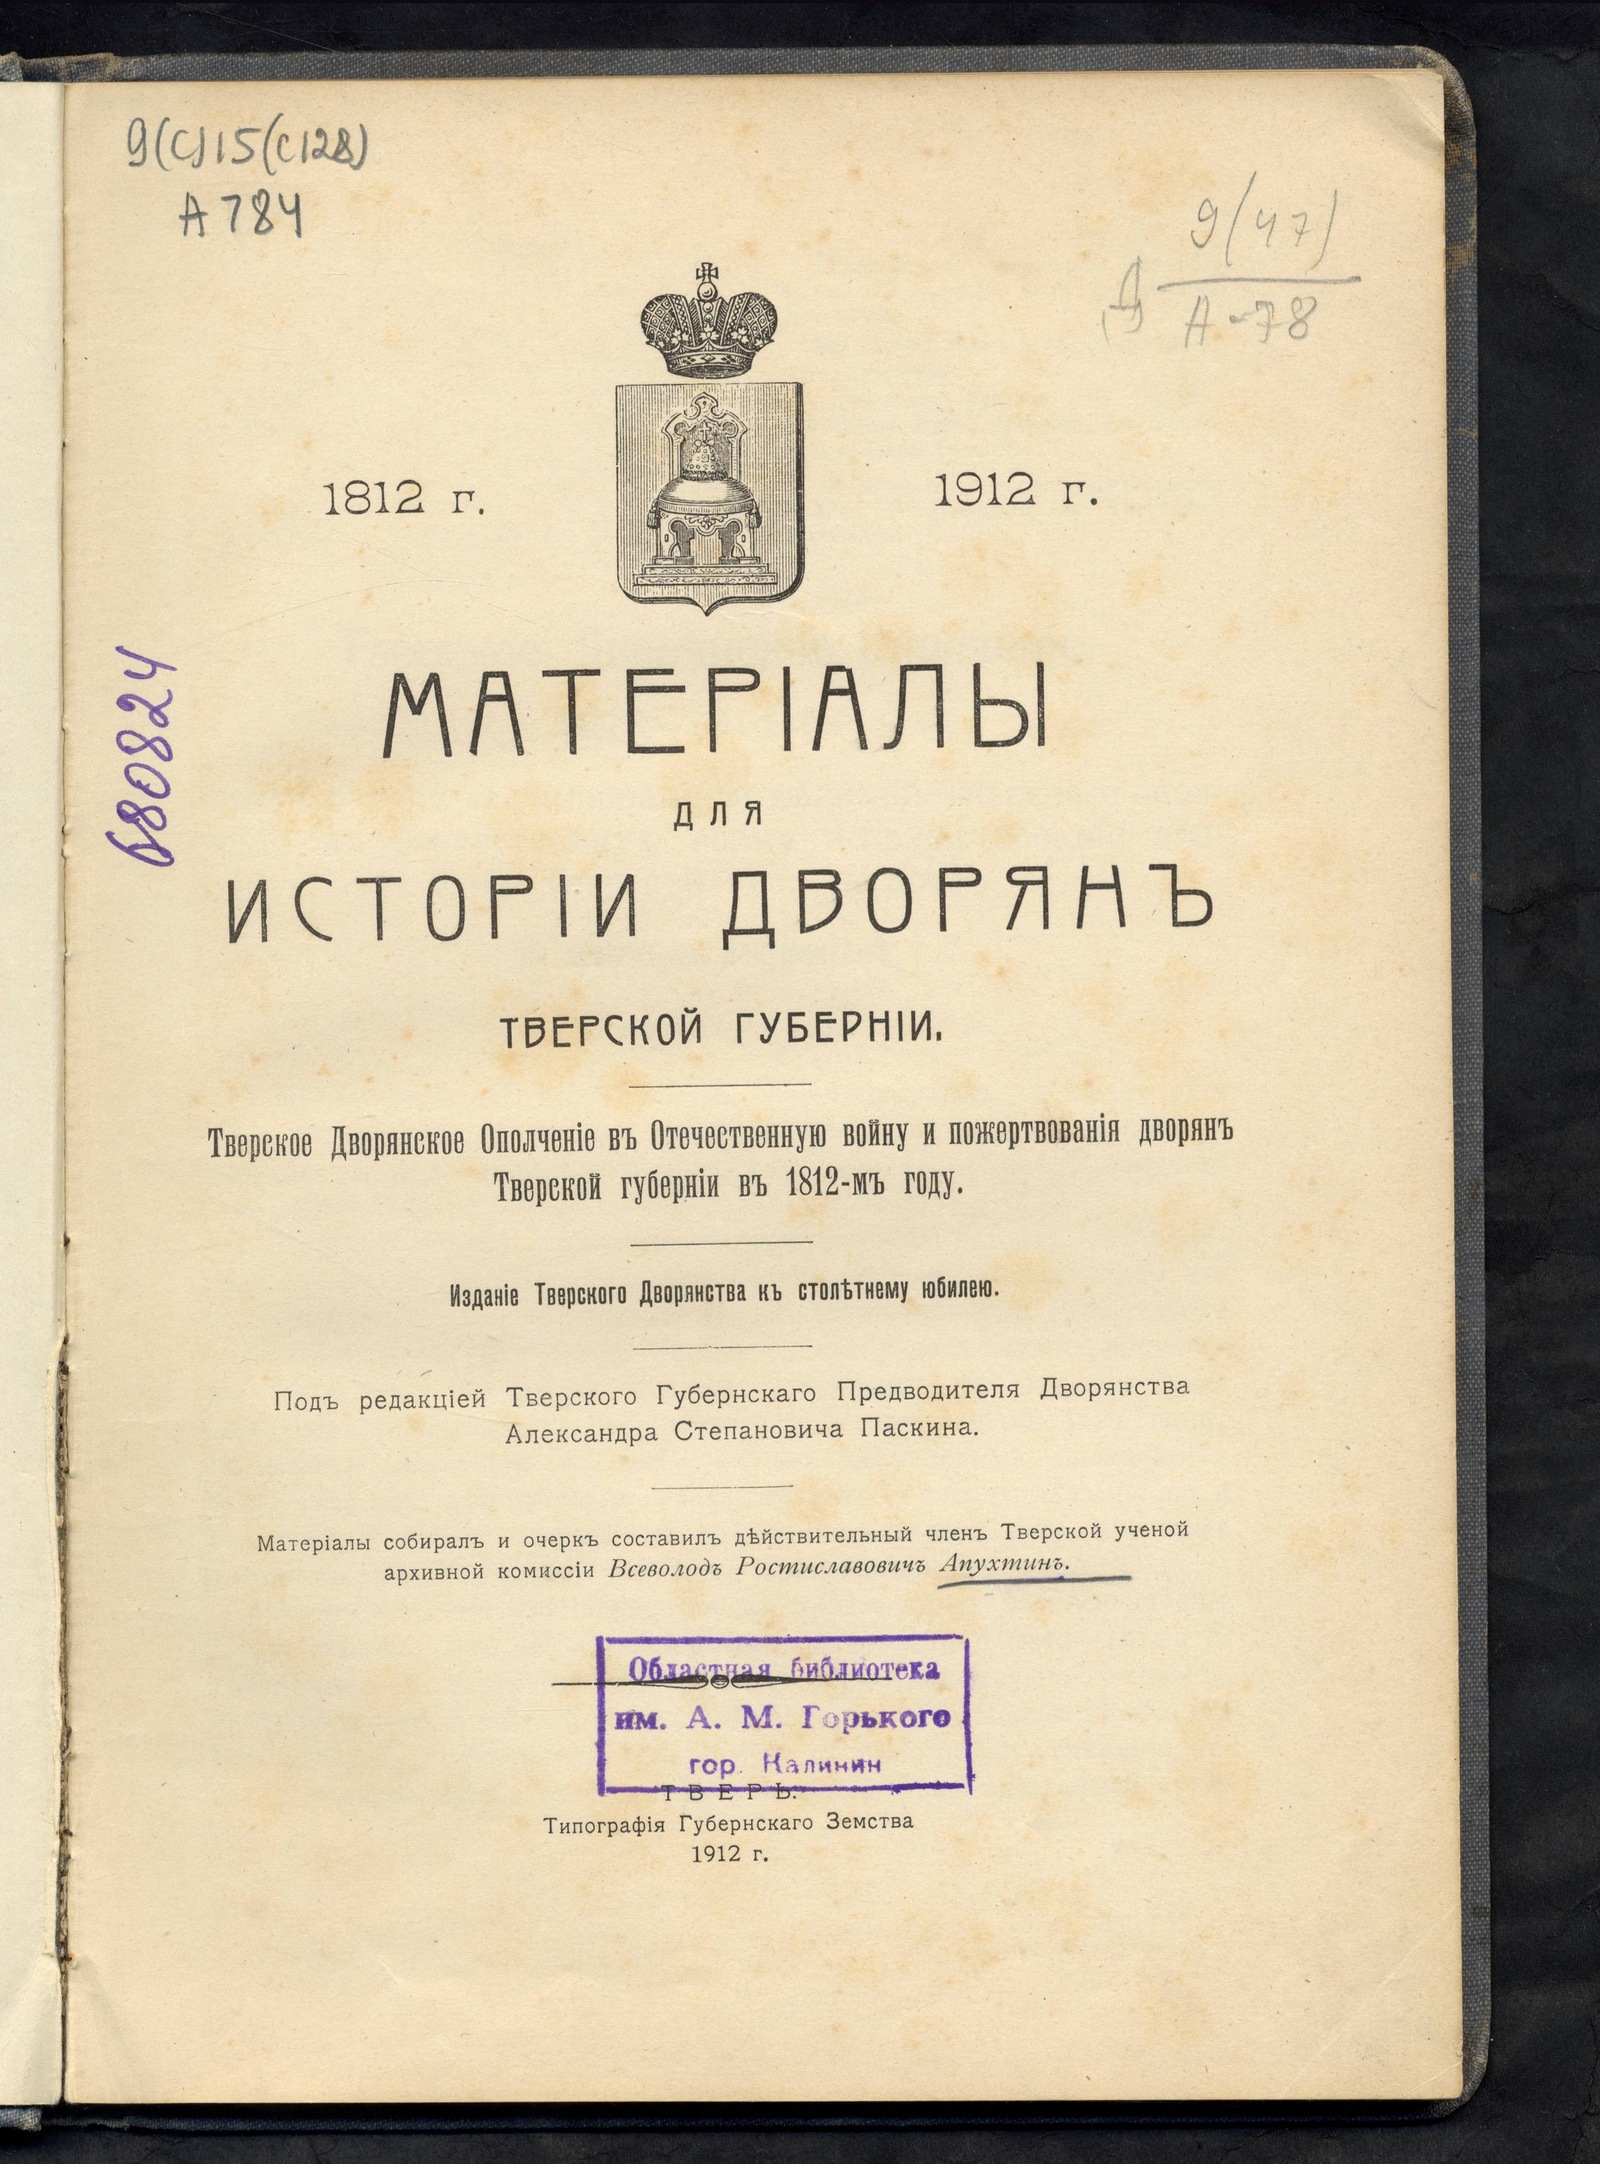 9(С)15(С128)
А784
9(47)
А-78
1812 г.
1912 г.
МАТЕРІАЛЫ
ДЛЯ
ИСТОРІИ ДВОРЯНЪ
ТВЕРСКОЙ ГУБЕРНІИ.
680824
Тверское Дворянское Ополченіе въ Отечественную войну и пожертвованія дворянъ
Тверской губерніи въ 1812-мъ году.
Изданіе Тверского Дворянства къ столѣтнему юбилею.
Подъ редакціей Тверского Губернскаго Предводителя Дворянства
Александра Степановича Паскина.
Матеріалы собиралъ и очеркъ составилъ дѣйствительный членъ Тверской ученой
архивной комиссіи Всеволодъ Ростиславовичъ Апухтинъ.
Областная библиотека
им. А. М. Горького
гор. Калинин
ТВЕРЬ.
Типографія Губернскаго Земства
1912 г.